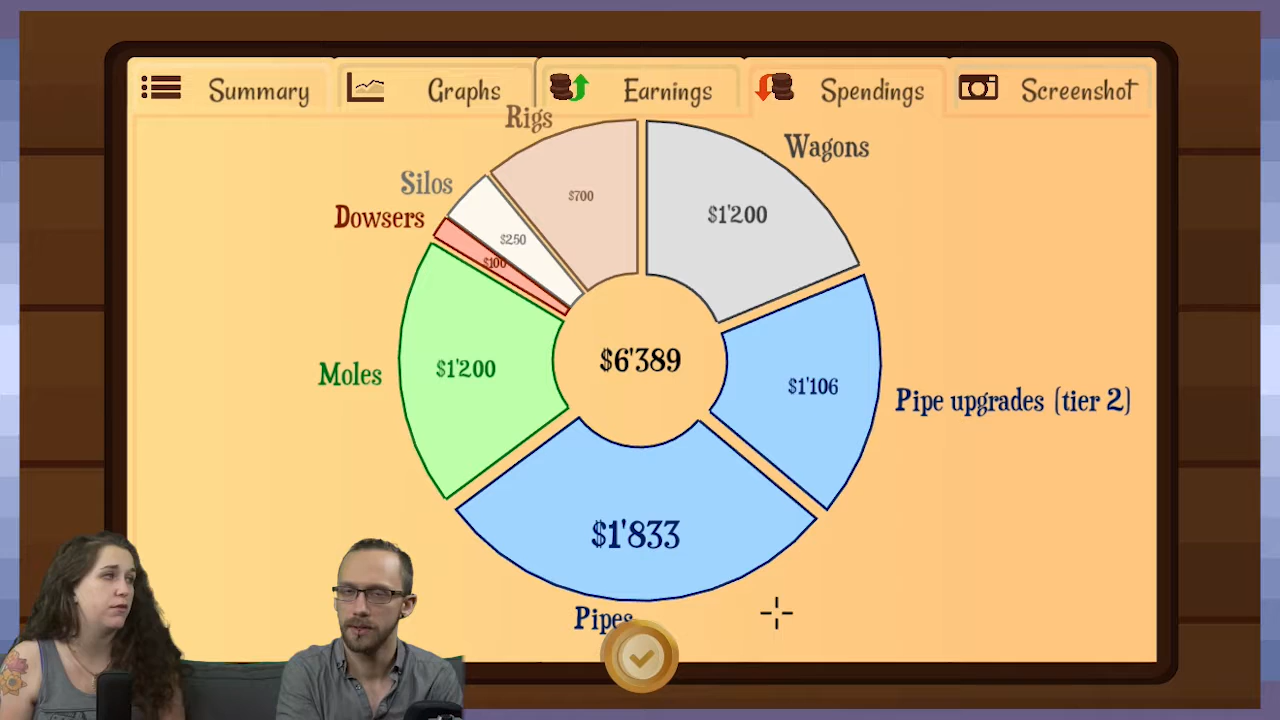 Summary
Graphs
Earnings
Spendings
Screenshot
Rigs
Wagons
Silos
$700
Dowsers
$1'200
$250
$100
Moles
$1'200
$6'389
$1'106
Pipe upgrades (tier 2)
$1'833
Pipes